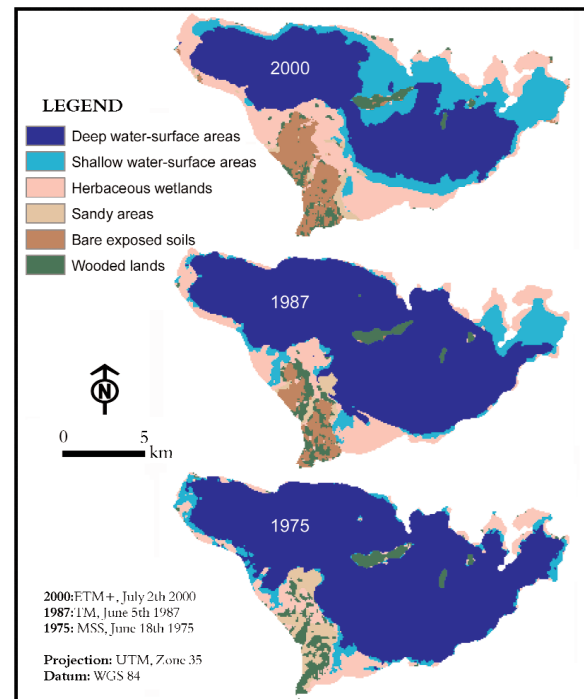 2000
LEGEND
Deep water-surface areas
Shallow water-surface areas
Herbaceous wetlands
Sandy areas
Bare exposed soils
Wooded lands
1987
N
0 5
km
1975
2000:ETM+, July 2th 2000
1987:TM, June 5th 1987
1975: MSS, June 18th 1975
Projection: UTM, Zone 35
Datum: WGS 84